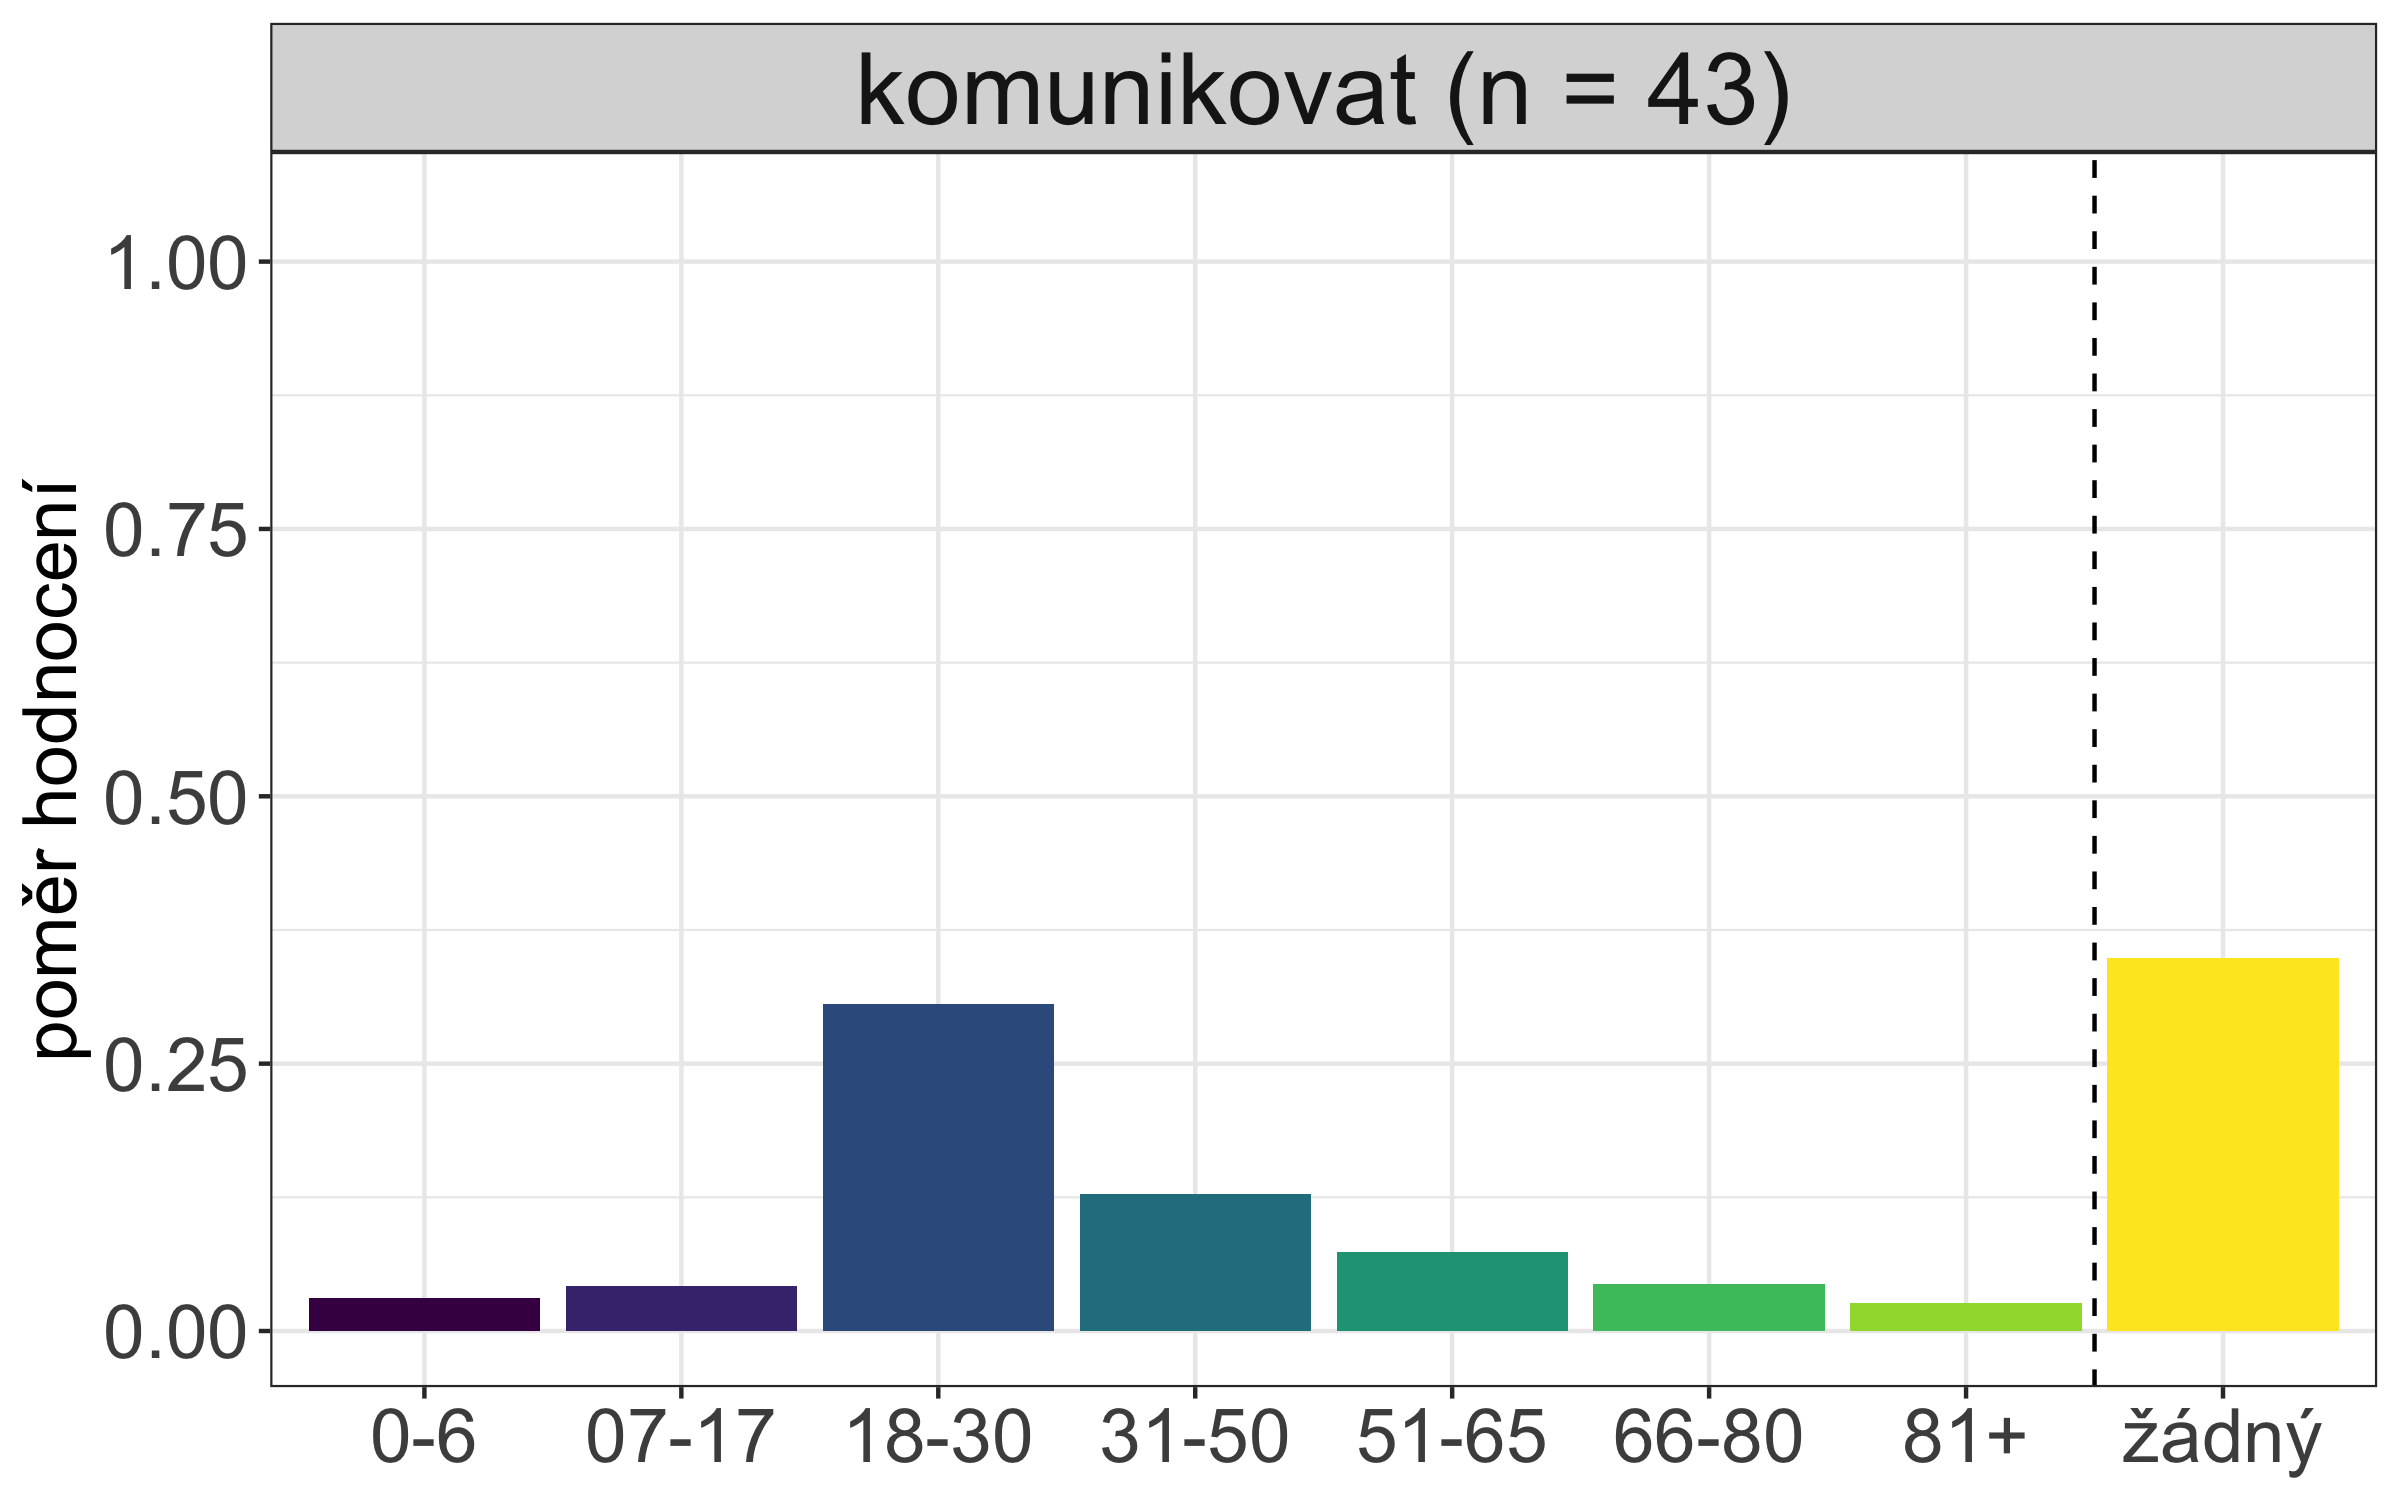 komunikovat (n = 43)
poměr hodnocení
1.00
0.75
0.50
0.25
0.00
0-6 07-17 18-30 31-50 51-65 66-80 81+ žádný